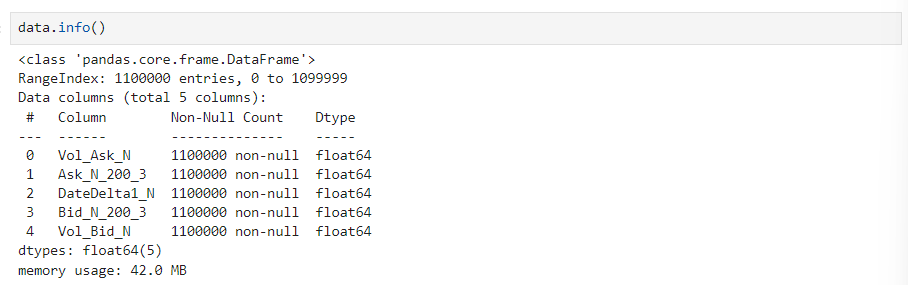 data.info()
<class 'pandas.core.frame.DataFrame'>
RangeIndex: 1100000 entries, 0 to 1099999
Data columns (total 5 columns):
 #   Column        Non-Null Count    Dtype
---  ------        --------------    -----
 0   Vol_Ask_N     1100000 non-null  float64
 1   Ask_N_200_3   1100000 non-null  float64
 2   DateDelta1_N  1100000 non-null  float64
 3   Bid_N_200_3   1100000 non-null  float64
 4   Vol_Bid_N     1100000 non-null  float64
dtypes: float64(5)
memory usage: 42.0 MB